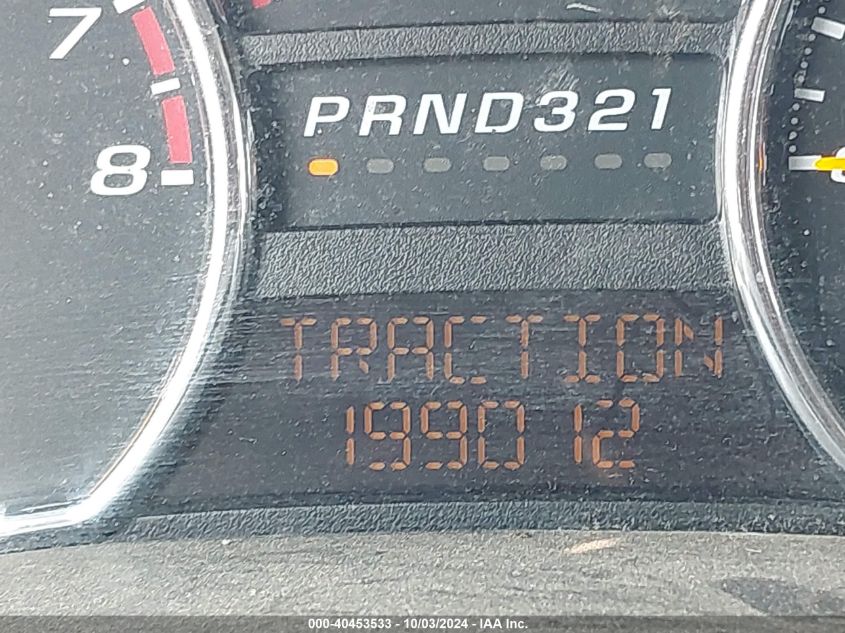 7
8
PRND321
TRACTION
199012
000-40453533 - 10/03/2024 - IAA Inc.